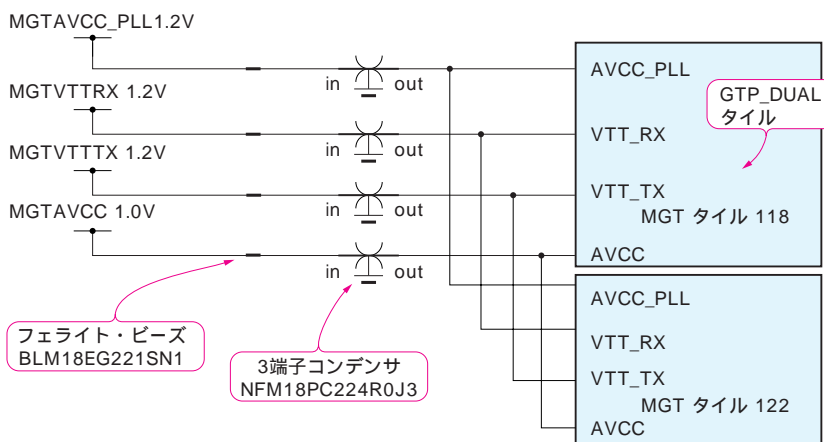 MGTAVCC_PLL1.2V
in out
MGTVTTRX 1.2V
in out
MGTVTTTX 1.2V
in out
MGTAVCC 1.0V
in out
フェライト・ビーズ
BLM18EG221SN1
3端子コンデンサ
NFM18PC224R0J3
AVCC_PLL
GTP_DUAL
タイル
VTT_RX
VTT_TX
MGT タイル 118
AVCC
AVCC_PLL
VTT_RX
VTT_TX
MGT タイル 122
AVCC